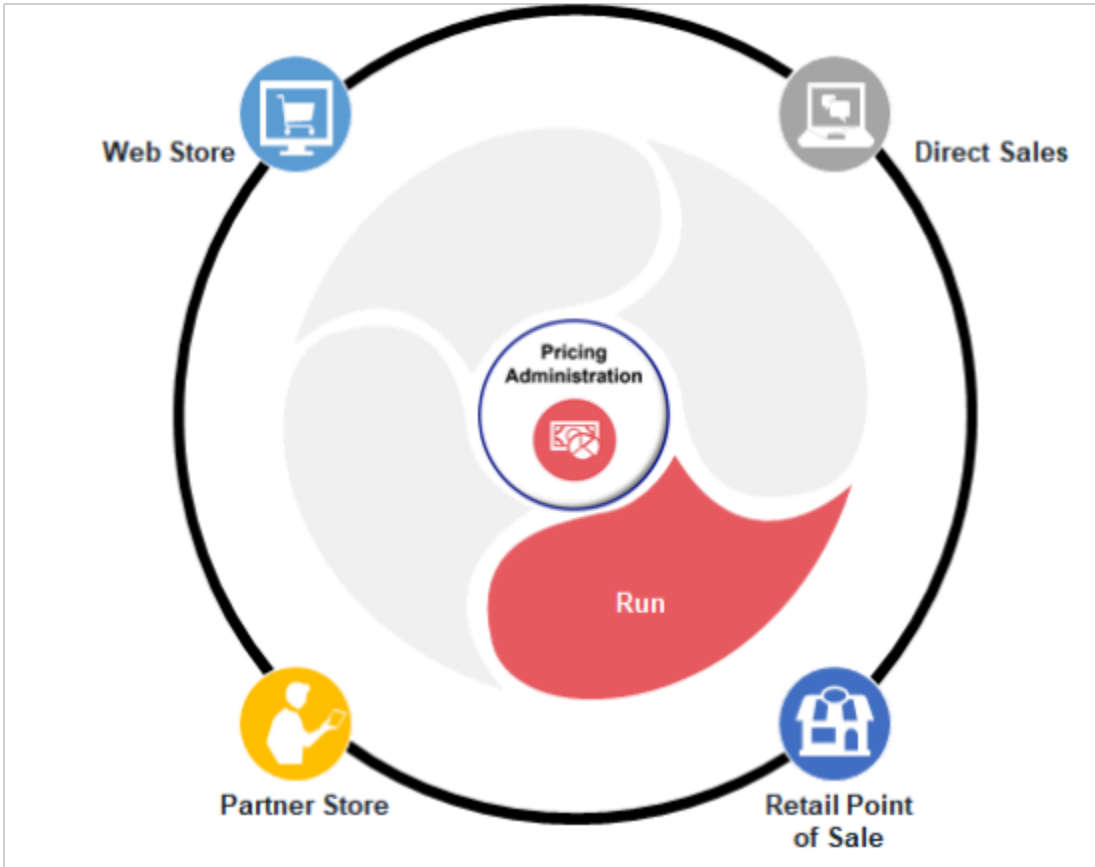 Web Store
Direct Sales
Pricing
Administration
Run
Partner Store
Retail Point
of Sale